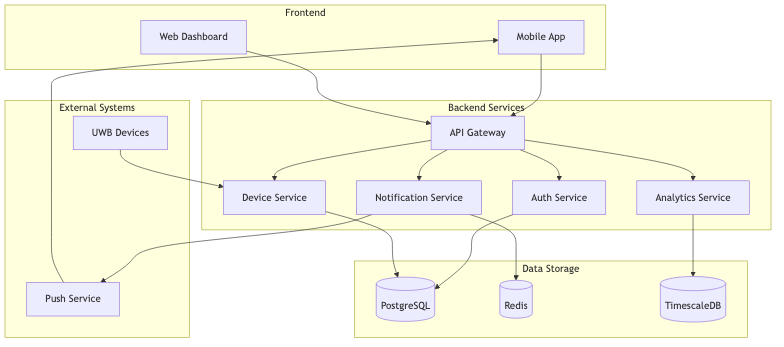 Frontend
Web Dashboard
Mobile App
External Systems
UWB Devices
Push Service
Backend Services
API Gateway
Device Service
Notification Service
Auth Service
Analytics Service
Data Storage
PostgreSQL
Redis
TimescaleDB